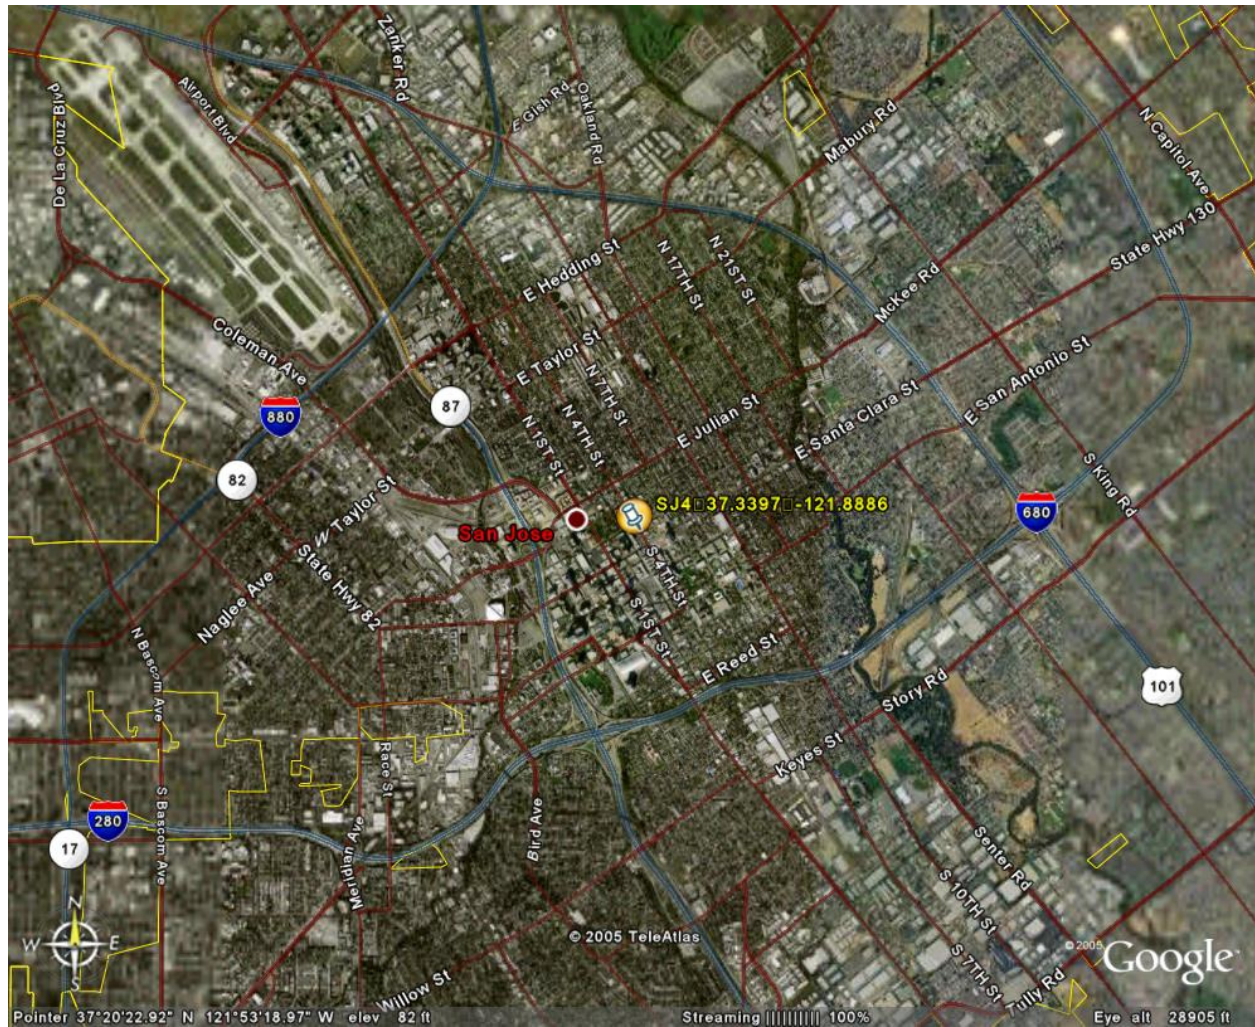 Zanker Rd
Airport Blvd
De La Cruz Blvd
E Gish Rd
Oakland Rd
Mabury Rd
N Capitol Ave
State Hwy 130
E Hedding St
N 17TH St
N 21ST St
McKee Rd
Coleman Ave
E Taylor St
E San Antonio St
N 7TH St
880
87
N 1ST St
N 4TH St
E Julian St
E Santa Clara St
82
W Taylor St
S King Rd
SJ4▯37.3397▯-121.8886
San Jose
680
State Hwy 82
Naglee Ave
S 4TH St
S 1ST St
N Bascom Ave
E Reed St
Story Rd
101
Race St
Keyes St
280
S Bascom Ave
17
Meridian Ave
Bird Ave
Senter Rd
S 10TH St
N
W E
S
© 2005 TeleAtlas
S 7TH St
© 2005 Google
Willow St
Tully Rd
Pointer 37°20'22.92" N 121°53'18.97" W elev 82 ft Streaming |||||||||| 100% Eye alt 28905 ft